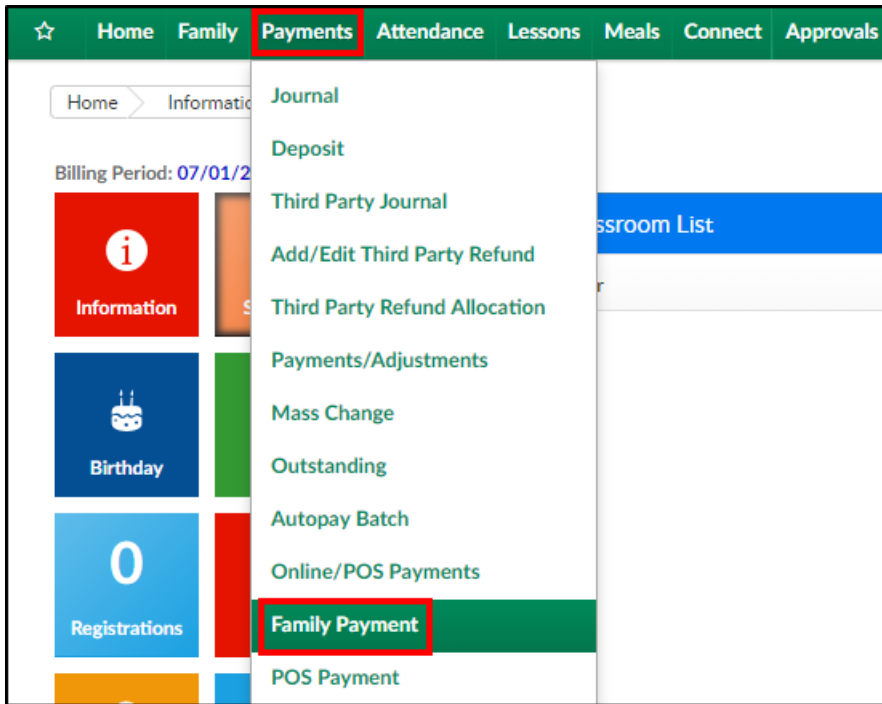 Home Family Payments Attendance Lessons Meals Connect Approvals
Home
Journal
Deposit
Billing Period: 07/01/2
Third Party Journal
ssroom List
Add/Edit Third Party Refund
Information
Third Party Refund Allocation
Payments/Adjustments
Mass Change
Birthday
Outstanding
Autopay Batch
0
Online/POS Payments
Registrations
Family Payment
POS Payment